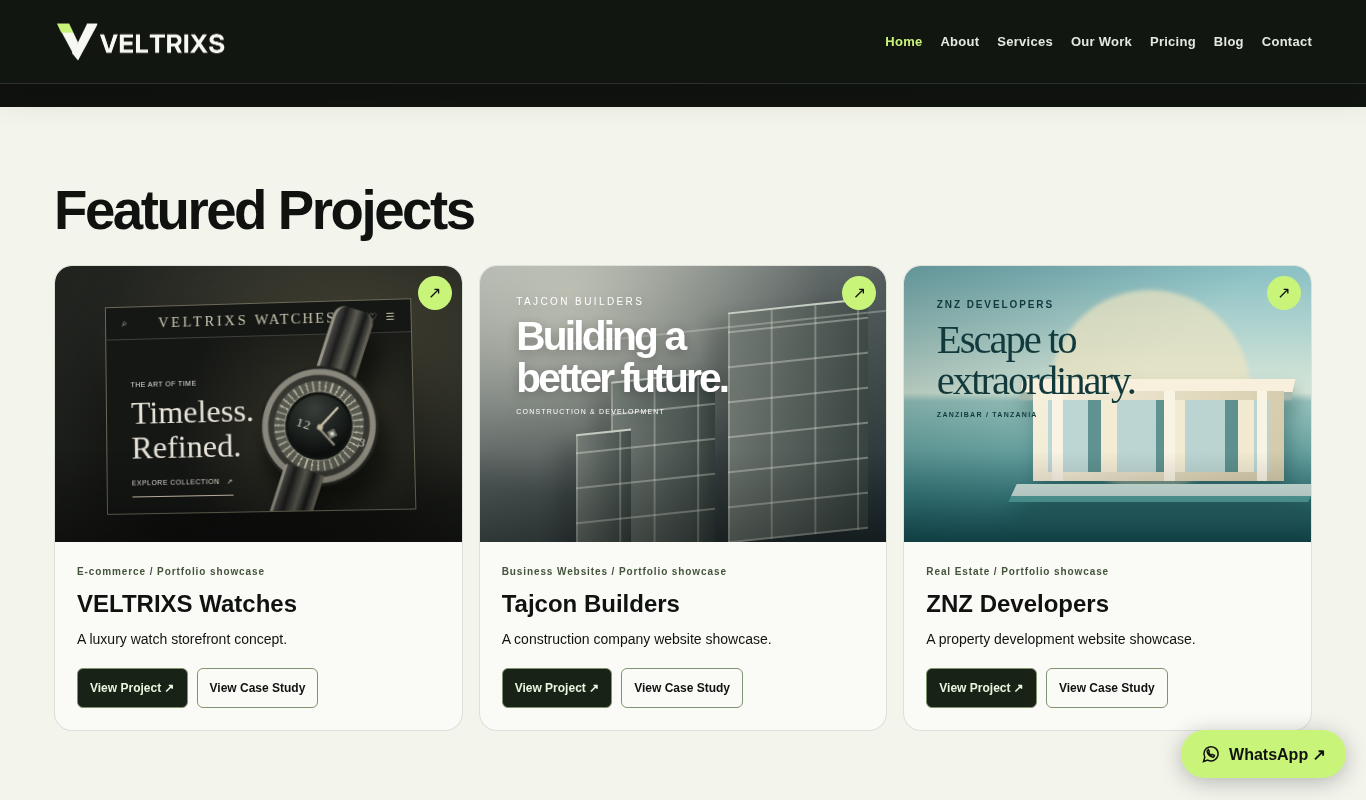 VELTRIXS
Home About Services Our Work Pricing Blog Contact
Featured Projects
VELTRIXS WATCHES
THE ART OF TIME
Timeless.
Refined.
EXPLORE COLLECTION ↗
12
3
↗
TAJCON BUILDERS
Building a
better future.
CONSTRUCTION & DEVELOPMENT
↗
ZNZ DEVELOPERS
Escape to
extraordinary.
ZANZIBAR / TANZANIA
↗
E-commerce / Portfolio showcase
VELTRIXS Watches
A luxury watch storefront concept.
View Project ↗ View Case Study
Business Websites / Portfolio showcase
Tajcon Builders
A construction company website showcase.
View Project ↗ View Case Study
Real Estate / Portfolio showcase
ZNZ Developers
A property development website showcase.
View Project ↗ View Case Study
WhatsApp ↗